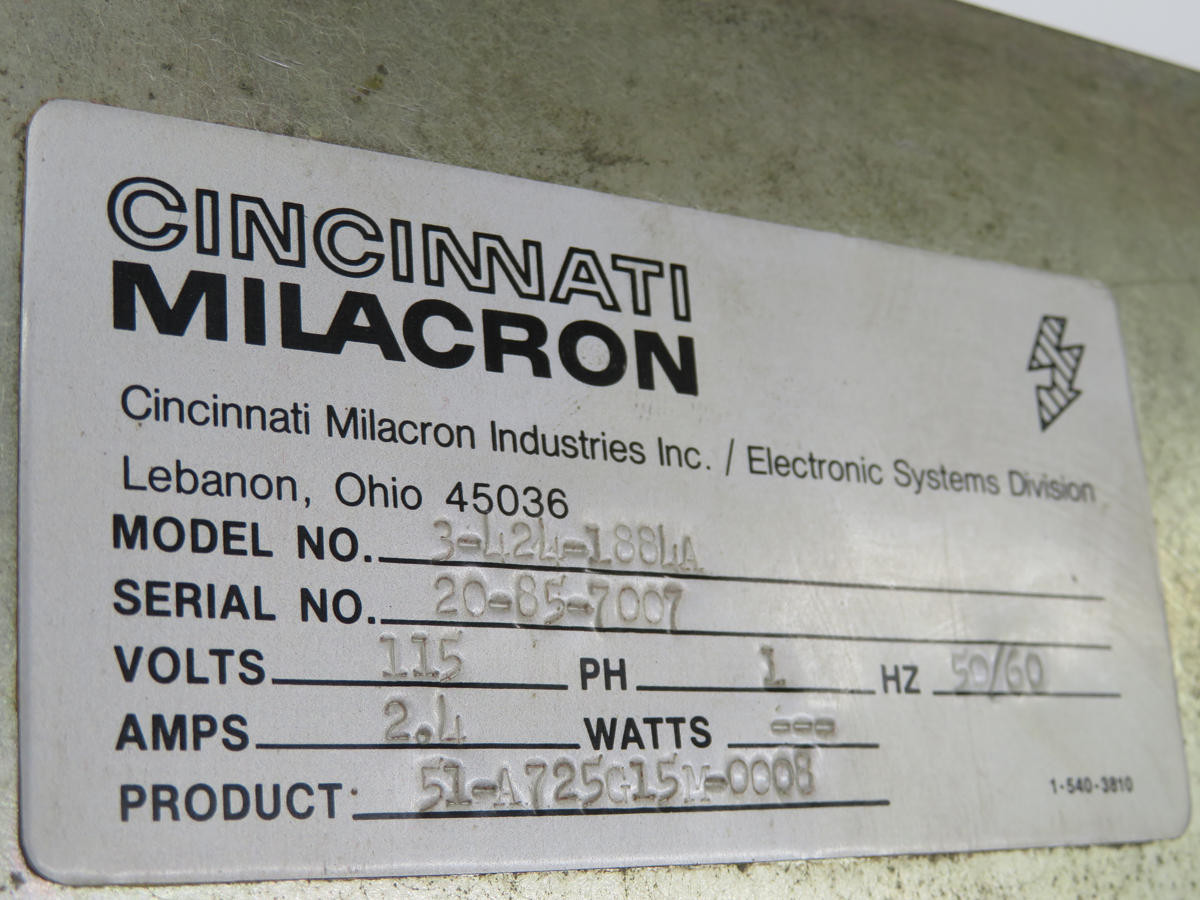 CINCINNATI
MILACRON
Cincinnati Milacron Industries Inc. / Electronic Systems Division
Lebanon, Ohio 45036
MODEL NO. 3-424-1884A
SERIAL NO. 20-85-7007
VOLTS 115 PH 1 HZ 50/60
AMPS 2.4 WATTS ---
PRODUCT 51-A725G15M-0008
1-540-3810